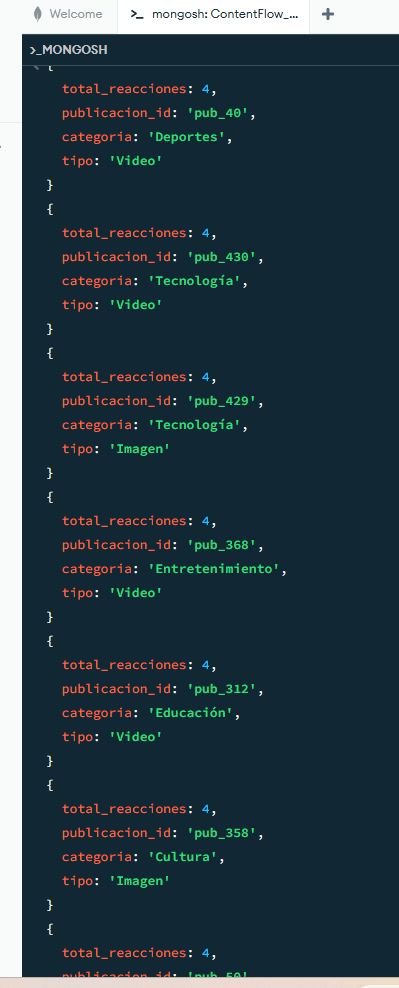 Welcome
>_ mongosh: ContentFlow_...
+
>_MONGOSH
{
total_reacciones: 4,
publicacion_id: 'pub_40',
categoria: 'Deportes',
tipo: 'Video'
}
{
total_reacciones: 4,
publicacion_id: 'pub_430',
categoria: 'Tecnología',
tipo: 'Video'
}
{
total_reacciones: 4,
publicacion_id: 'pub_429',
categoria: 'Tecnología',
tipo: 'Imagen'
}
{
total_reacciones: 4,
publicacion_id: 'pub_368',
categoria: 'Entretenimiento',
tipo: 'Video'
}
{
total_reacciones: 4,
publicacion_id: 'pub_312',
categoria: 'Educación',
tipo: 'Video'
}
{
total_reacciones: 4,
publicacion_id: 'pub_358',
categoria: 'Cultura',
tipo: 'Imagen'
}
{
total_reacciones: 4,
publicacion_id: 'pub_50',